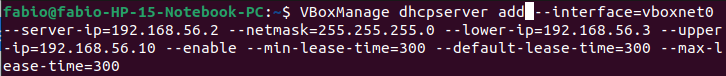 fabio@fabio-HP-15-Notebook-PC:~$ VBoxManage dhcpserver add --interface=vboxnet0
--server-ip=192.168.56.2 --netmask=255.255.255.0 --lower-ip=192.168.56.3 --upper
-ip=192.168.56.10 --enable --min-lease-time=300 --default-lease-time=300 --max-l
ease-time=300